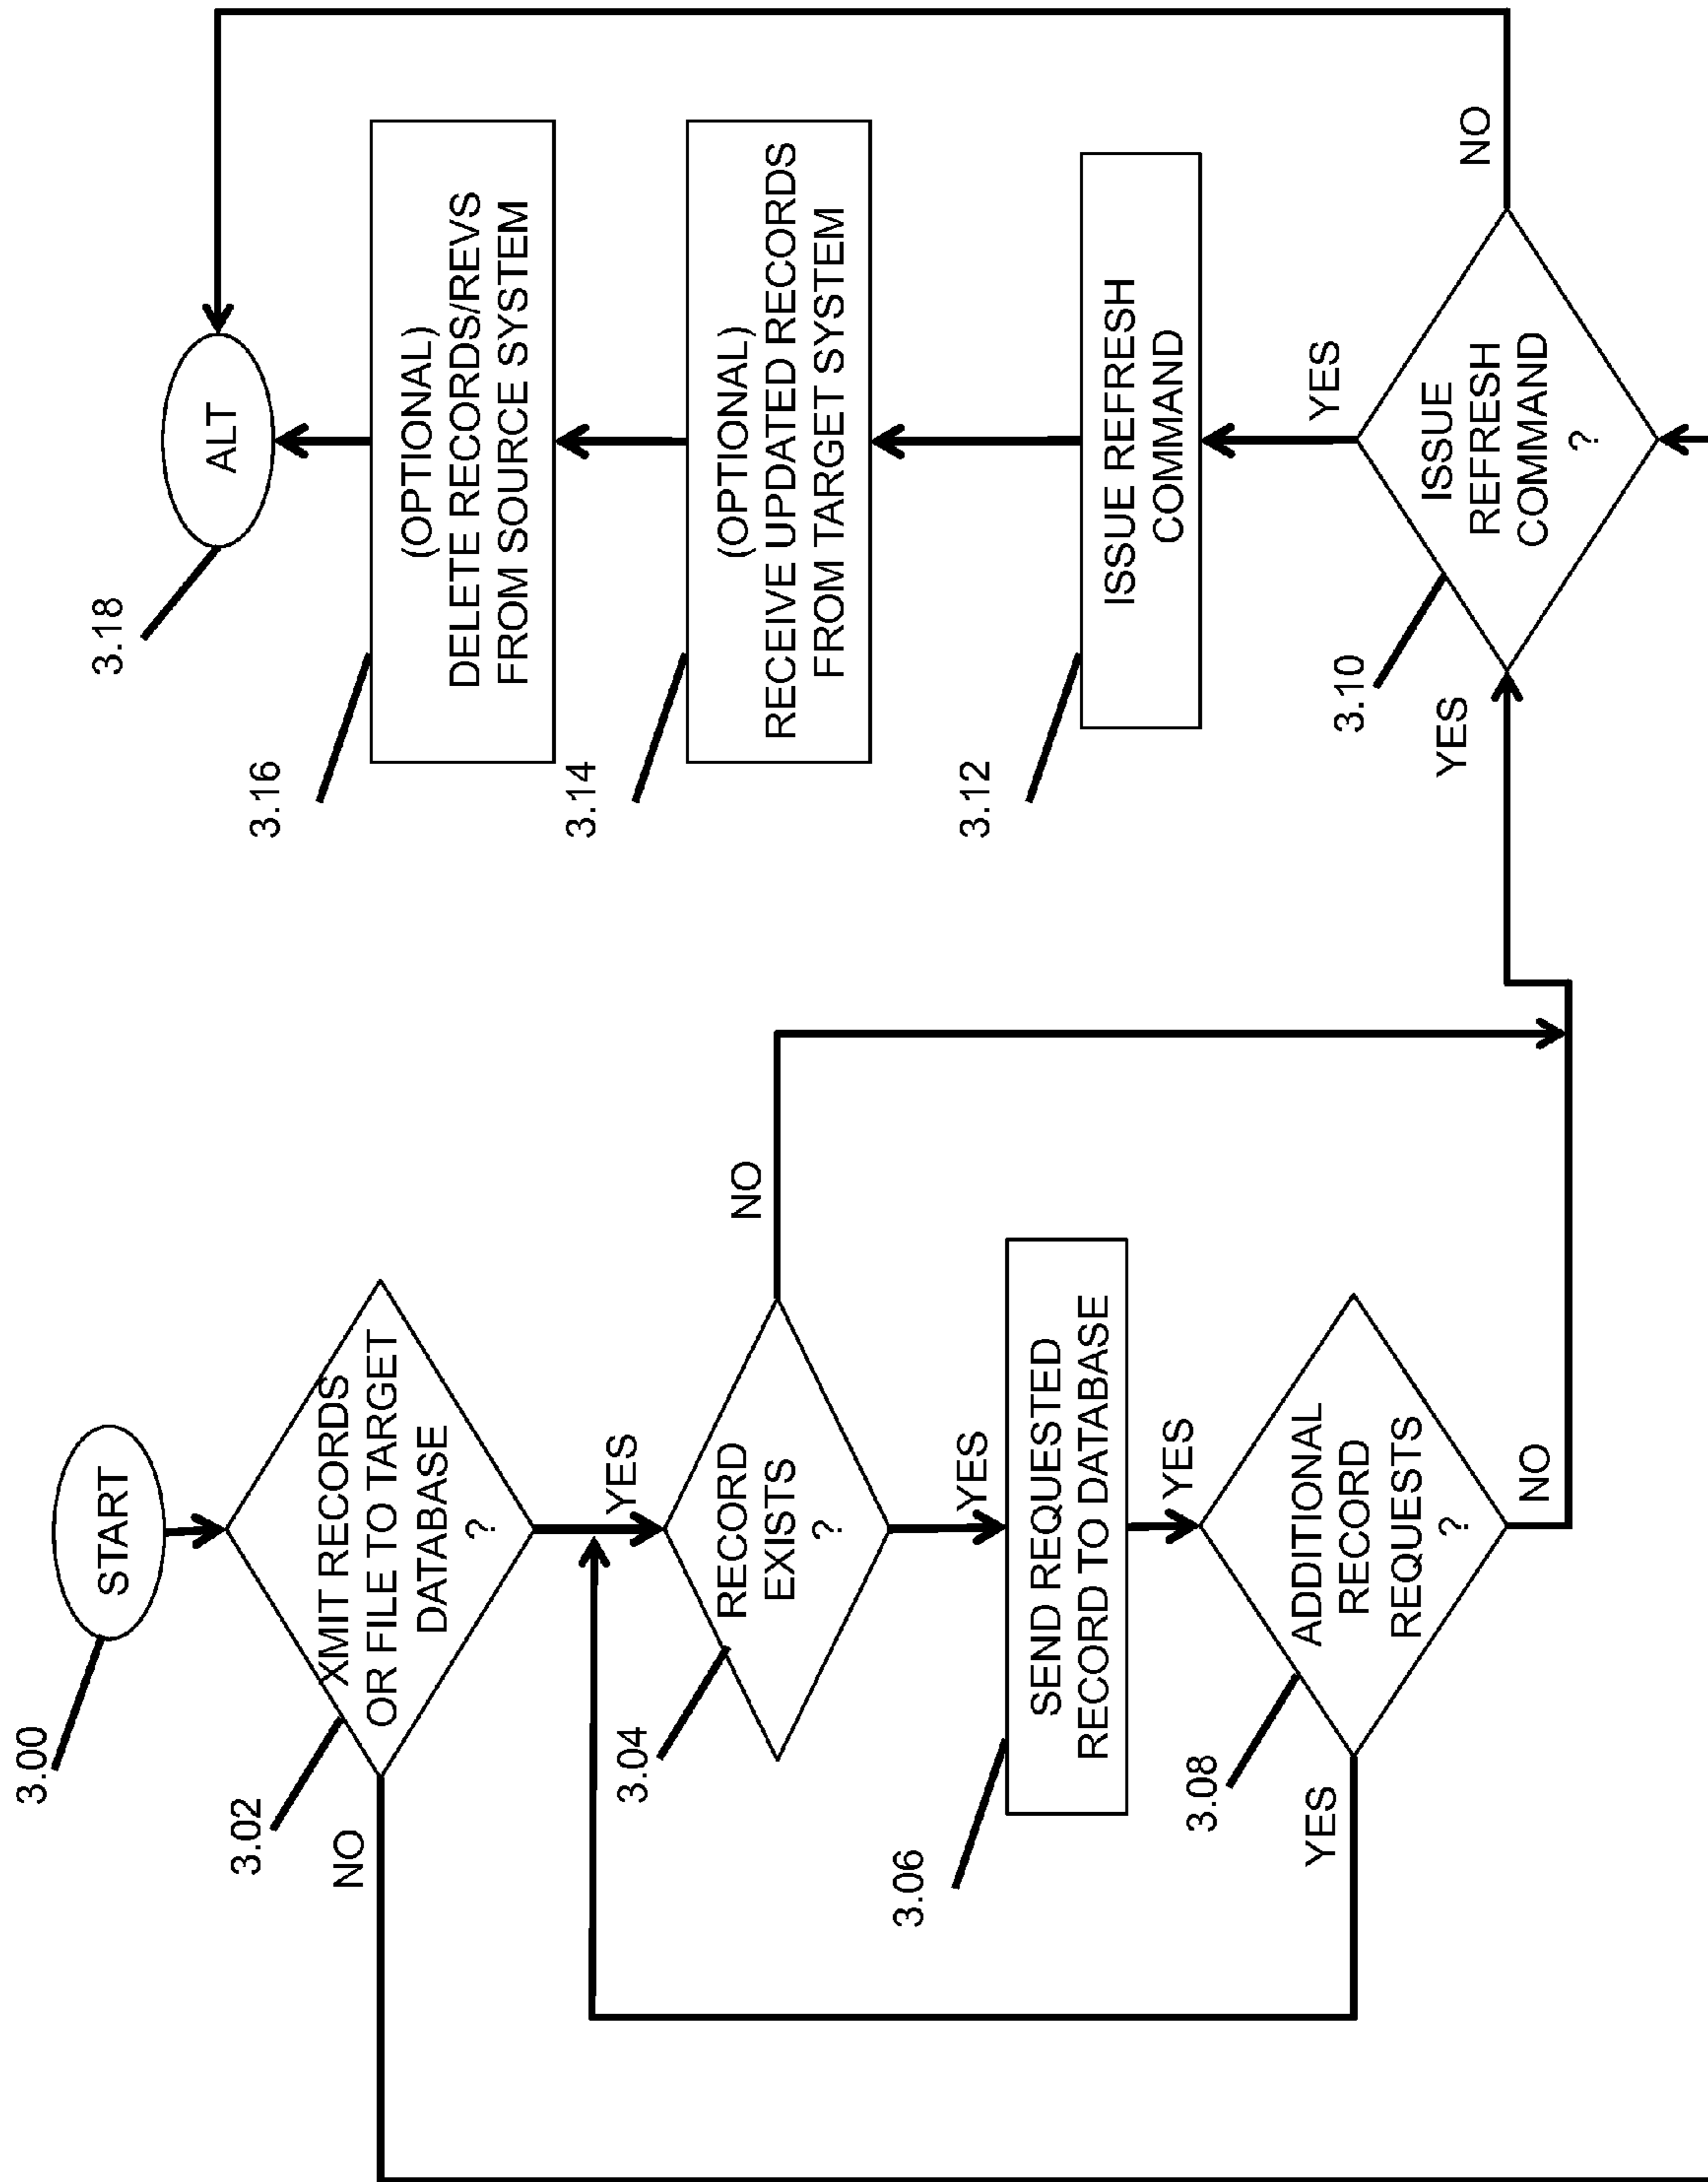 3.00
START
3.02
XMIT RECORDS
OR FILE TO TARGET
DATABASE
?
NO
YES
3.04
RECORD
EXISTS
?
NO
YES
3.06
SEND REQUESTED
RECORD TO DATABASE
YES
3.08
ADDITIONAL
RECORD
REQUESTS
?
YES
NO
3.18
ALT
3.16
(OPTIONAL)
DELETE RECORDS/REVS
FROM SOURCE SYSTEM
3.14
(OPTIONAL)
RECEIVE UPDATED RECORDS
FROM TARGET SYSTEM
3.12
ISSUE REFRESH
COMMAND
YES
3.10
ISSUE
REFRESH
COMMAND
?
YES
NO